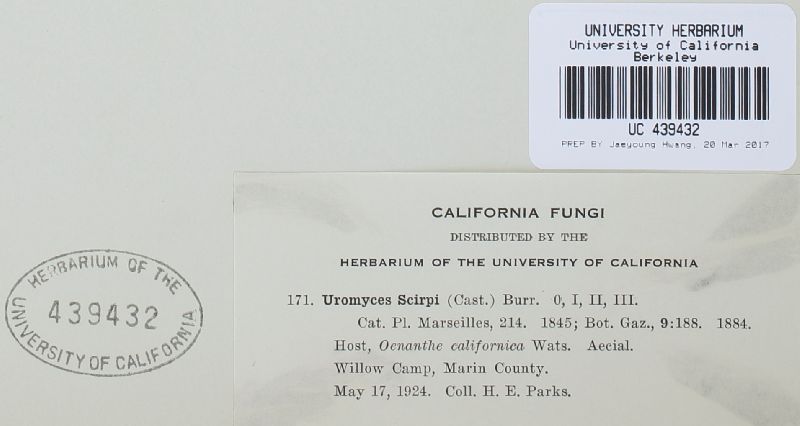 UNIVERSITY HERBARIUM
University of California
Berkeley
UC 439432
PREP BY Jaeyoung Hwang, 20 Mar 2017
CALIFORNIA FUNGI
DISTRIBUTED BY THE
HERBARIUM OF THE UNIVERSITY OF CALIFORNIA
171. Uromyces Scirpi (Cast.) Burr. 0, I, II, III.
Cat. Pl. Marseilles, 214. 1845; Bot. Gaz., 9:188. 1884.
Host, Oenanthe californica Wats. Aecial.
Willow Camp, Marin County.
May 17, 1924. Coll. H. E. Parks.
HERBARIUM OF THE
439432
UNIVERSITY OF CALIFORNIA